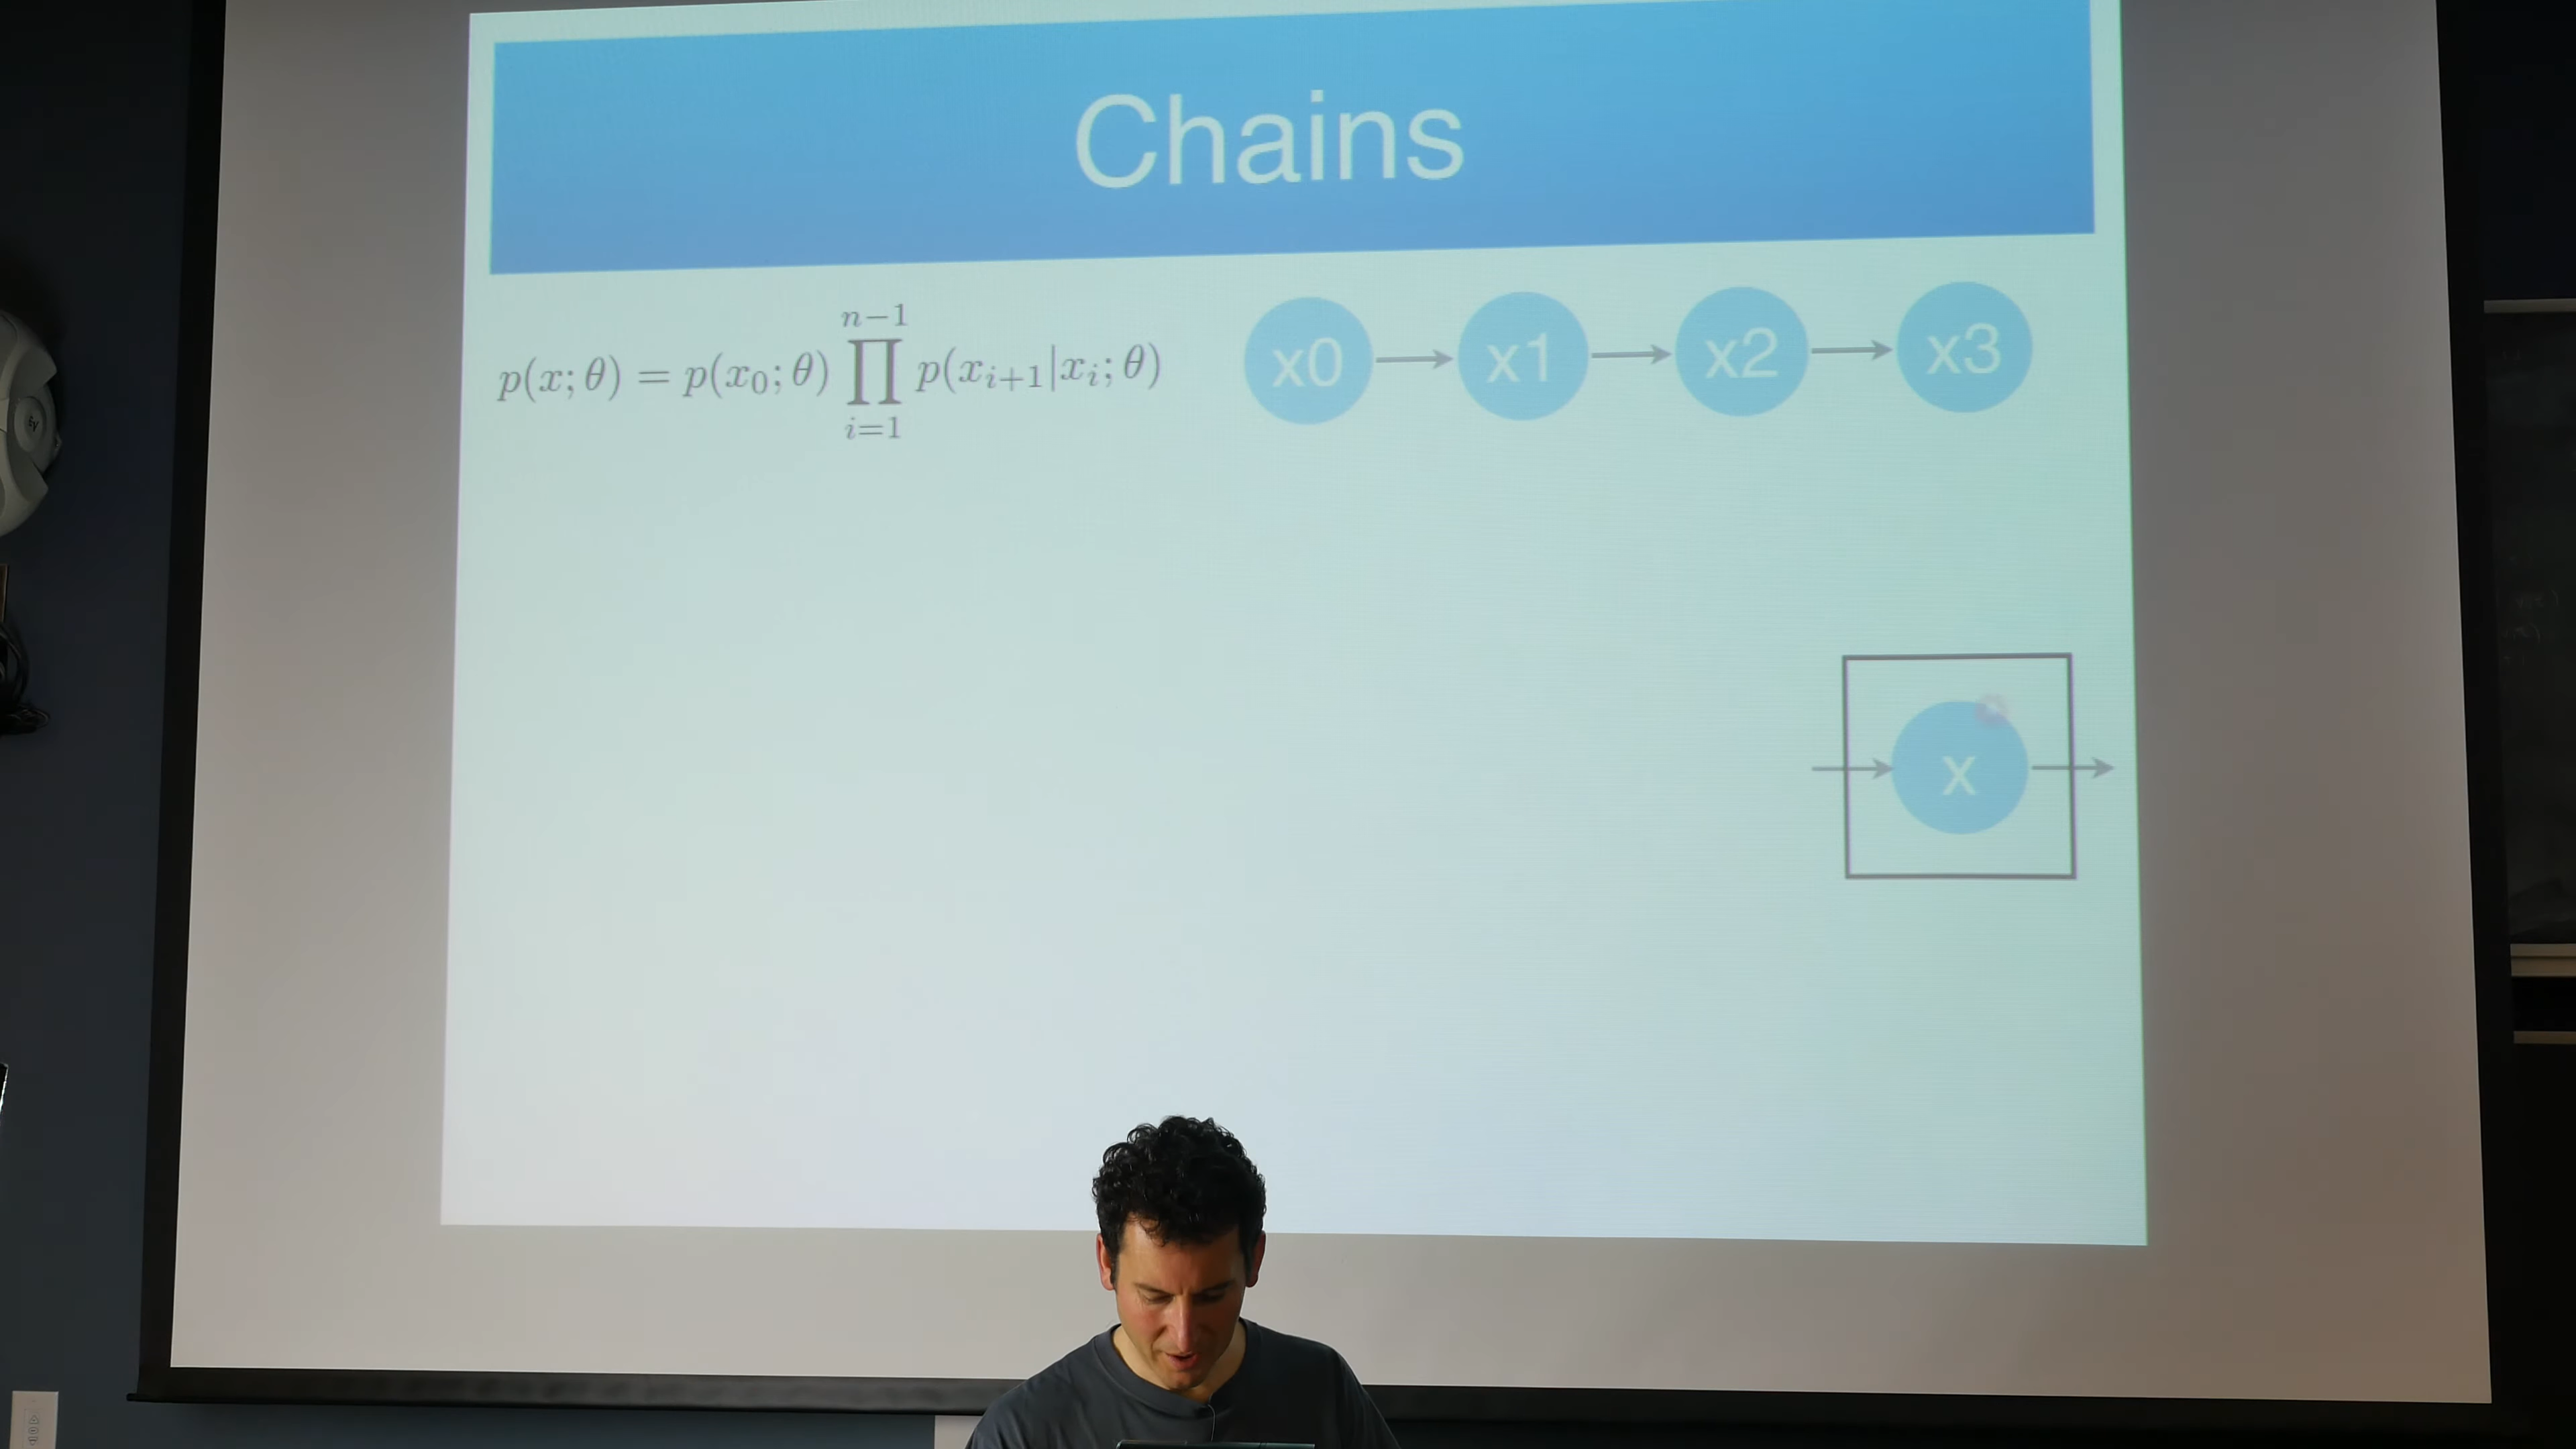 Chains
p(x; θ) = p(x₀; θ) ∏_{i=1}^{n−1} p(x_{i+1}|x_i; θ)
x0 x1 x2 x3
x